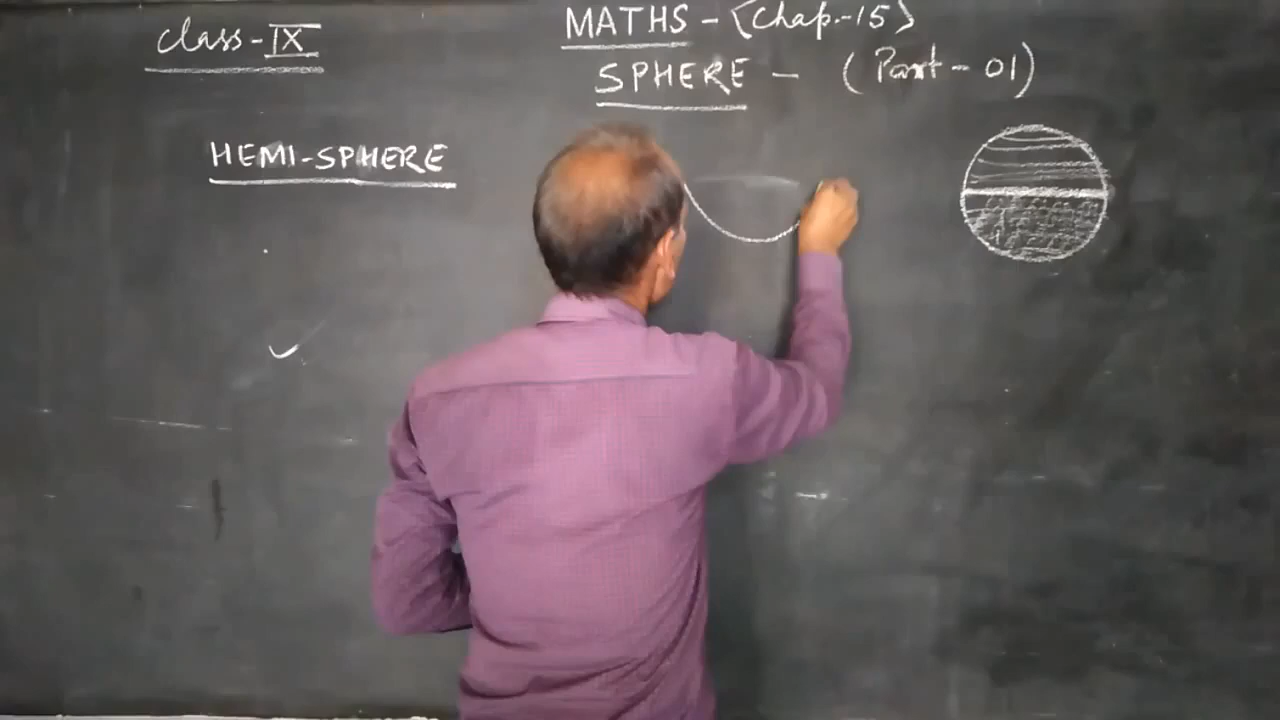 class-IX
MATHS - {Chap.-15}
SPHERE - (Part-01)
HEMI-SPHERE